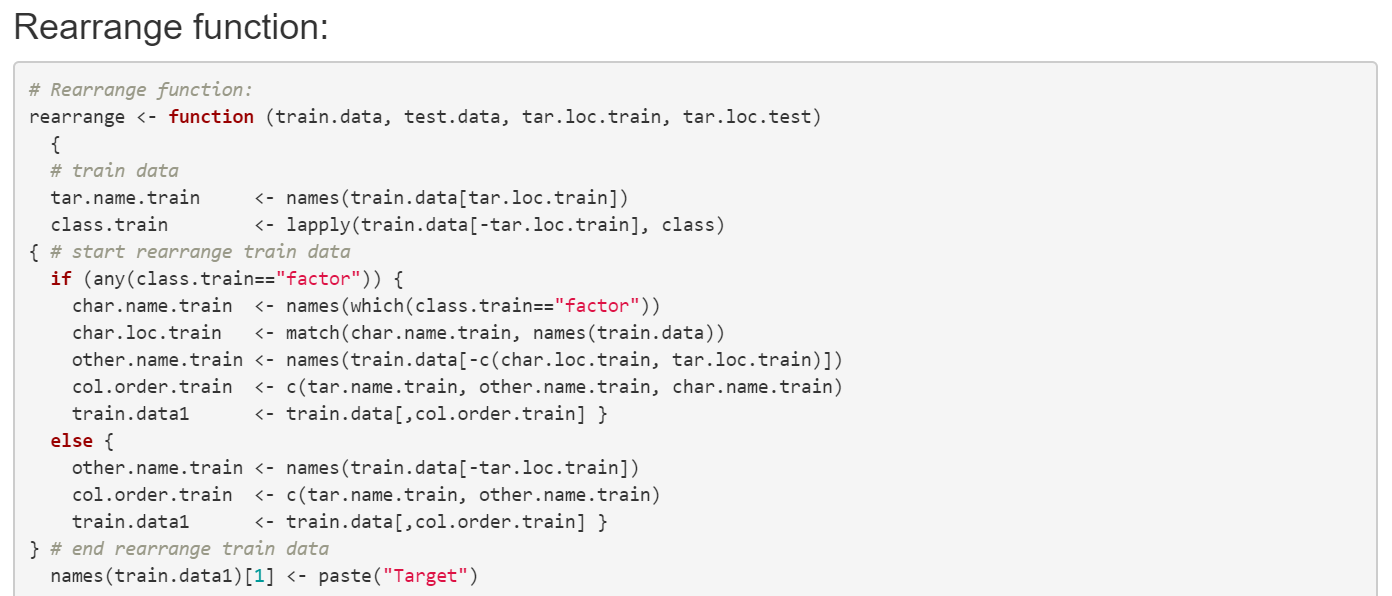 Rearrange function:
# Rearrange function:
rearrange <- function (train.data, test.data, tar.loc.train, tar.loc.test)
  {
  # train data
  tar.name.train     <- names(train.data[tar.loc.train])
  class.train        <- lapply(train.data[-tar.loc.train], class)
{ # start rearrange train data
  if (any(class.train=="factor")) {
    char.name.train  <- names(which(class.train=="factor"))
    char.loc.train   <- match(char.name.train, names(train.data))
    other.name.train <- names(train.data[-c(char.loc.train, tar.loc.train)])
    col.order.train  <- c(tar.name.train, other.name.train, char.name.train)
    train.data1      <- train.data[,col.order.train] }
  else {
    other.name.train <- names(train.data[-tar.loc.train])
    col.order.train  <- c(tar.name.train, other.name.train)
    train.data1      <- train.data[,col.order.train] }
} # end rearrange train data
  names(train.data1)[1] <- paste("Target")